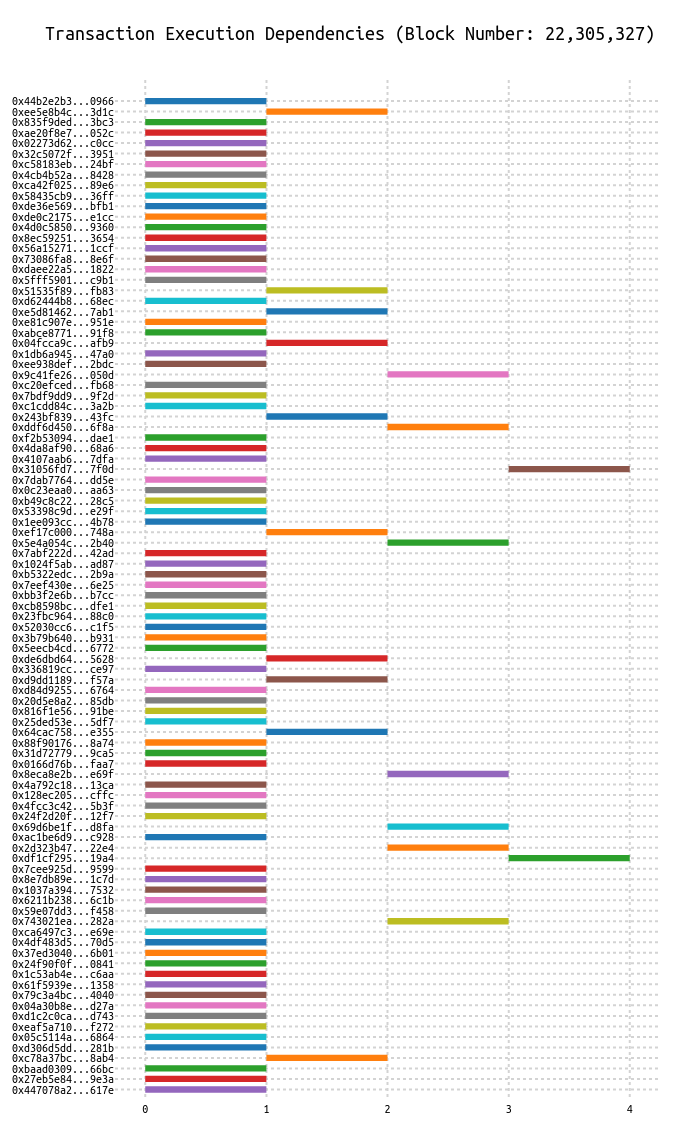 Transaction Execution Dependencies (Block Number: 22,305,327)
0x44b2e2b3...0966
0xee5e8b4c...3d1c
0x835f9ded...3bc3
0xae20f8e7...052c
0x02273d62...c0cc
0x32c5072f...3951
0xc58183eb...24bf
0x4cb4b52a...8428
0xca42f025...89e6
0x58435cb9...36ff
0xde36e569...bfb1
0xde0c2175...e1cc
0x4d0c5850...9360
0x8ec59251...3654
0x56a15271...1ccf
0x73086fa8...8e6f
0xdaee22a5...1822
0x5fff5901...c9b1
0x51535f89...fb83
0xd62444b8...68ec
0xe5d81462...7ab1
0xe81c907e...951e
0xabce8771...91f8
0x04fcca9c...afb9
0x1db6a945...47a0
0xee938def...2bdc
0x9c41fe26...050d
0xc20efced...fb68
0x7bdf9dd9...9f2d
0xc1cdd84c...3a2b
0x243bf839...43fc
0xddf6d450...6f8a
0xf2b53094...dae1
0x4da8af90...68a6
0x4107aab6...7dfa
0x31056fd7...7f0d
0x7dab7764...dd5e
0x0c23eaa0...aa63
0xb49c8c22...28c5
0x53398c9d...e29f
0x1ee093cc...4b78
0xef17c000...748a
0x5e4a054c...2b40
0x7abf222d...42ad
0x1024f5ab...ad87
0xb5322edc...2b9a
0x7eef430e...6e25
0xbb3f2e6b...b7cc
0xcb8598bc...dfe1
0x23fbc964...88c0
0x52030cc6...c1f5
0x3b79b640...b931
0x5eecb4cd...6772
0xde6dbd64...5628
0x336819cc...ce97
0xd9dd1189...f57a
0xd84d9255...6764
0x20d5e8a2...85db
0x816f1e56...91be
0x25ded53e...5df7
0x64cac758...e355
0x88f90176...8a74
0x31d72779...9ca5
0x0166d76b...faa7
0x8eca8e2b...e69f
0x4a792c18...13ca
0x128ec205...cffc
0x4fcc3c42...5b3f
0x24f2d20f...12f7
0x69d6be1f...d8fa
0xac1be6d9...c928
0x2d323b47...22e4
0xdf1cf295...19a4
0x7cee925d...9599
0x8e7db89e...1c7d
0x1037a394...7532
0x6211b238...6c1b
0x59e07dd3...f458
0x743021ea...282a
0xca6497c3...e69e
0x4df483d5...70d5
0x37ed3040...6b01
0x24f90f0f...0841
0x1c53ab4e...c6aa
0x61f5939e...1358
0x79c3a4bc...4040
0x04a30b8e...d27a
0xd1c2c0ca...d743
0xeaf5a710...f272
0x05c5114a...6864
0xd306d5dd...281b
0xc78a37bc...8ab4
0xbaad0309...66bc
0x27eb5e84...9e3a
0x447078a2...617e
0 1 2 3 4